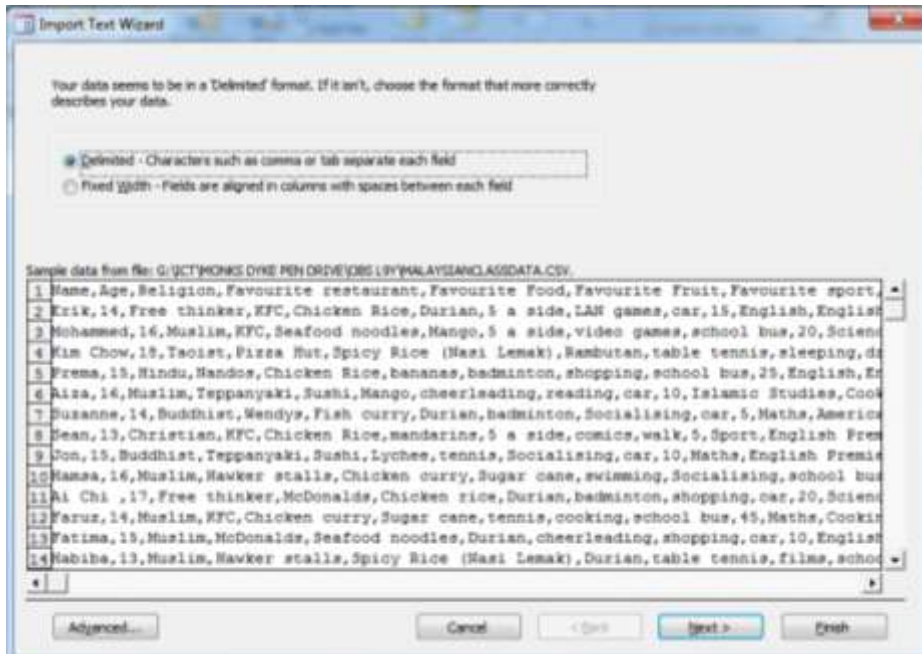 Import Text Wizard
Your data seems to be in a 'Delimited' format. If it isn't, choose the format that more correctly
describes your data.
Delimited - Characters such as comma or tab separate each field
Fixed Width - Fields are aligned in columns with spaces between each field
Sample data from file: G:\ICT\MONKS DYKE PEN DRIVE\OBS L9Y\MALAYSIANCLASSDATA.CSV.
1 Name,Age,Religion,Favourite restaurant,Favourite Food,Favourite Fruit,Favourite sport,
2 Erik,14,Free thinker,KFC,Chicken Rice,Durian,5 a side,LAN games,car,15,English,English
3 Mohammed,16,Muslim,KFC,Seafood noodles,Mango,5 a side,video games,school bus,20,Scienc
4 Kim Chow,18,Taoist,Pizza Hut,Spicy Rice (Nasi Lemak),Rambutan,table tennis,sleeping,dr
5 Prema,15,Hindu,Nandos,Chicken Rice,bananas,badminton,shopping,school bus,25,English,En
6 Aiza,16,Muslim,Teppanyaki,Sushi,Mango,cheerleading,reading,car,10,Islamic Studies,Cook
7 Suzanne,14,Buddhist,Wendys,Fish curry,Durian,badminton,Socialising,car,5,Maths,America
8 Sean,13,Christian,KFC,Chicken Rice,mandarins,5 a side,comics,walk,5,Sport,English Prem
9 Jon,15,Buddhist,Teppanyaki,Sushi,Lychee,tennis,Socialising,car,10,Maths,English Premie
10 Hamsa,16,Muslim,Hawker stalls,Chicken curry,Sugar cane,swimming,Socialising,school bus
11 Ai Chi ,17,Free thinker,McDonalds,Chicken rice,Durian,badminton,shopping,car,20,Scienc
12 Faruz,14,Muslim,KFC,Chicken curry,Sugar cane,tennis,cooking,school bus,45,Maths,Cookin
13 Fatima,15,Muslim,McDonalds,Seafood noodles,Durian,cheerleading,shopping,car,10,English
14 Habiba,13,Muslim,Hawker stalls,Spicy Rice (Nasi Lemak),Durian,table tennis,films,schoo
Advanced... Cancel < Back Next > Finish